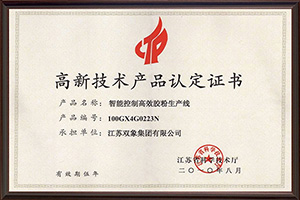 高新技术产品认定证书
产品名称：智能控制高效胶粉生产线
产品编号：100GX4G0223N
承担单位：江苏双象集团有限公司
江苏省科学技术厅
有效期伍年
二〇一〇年八月